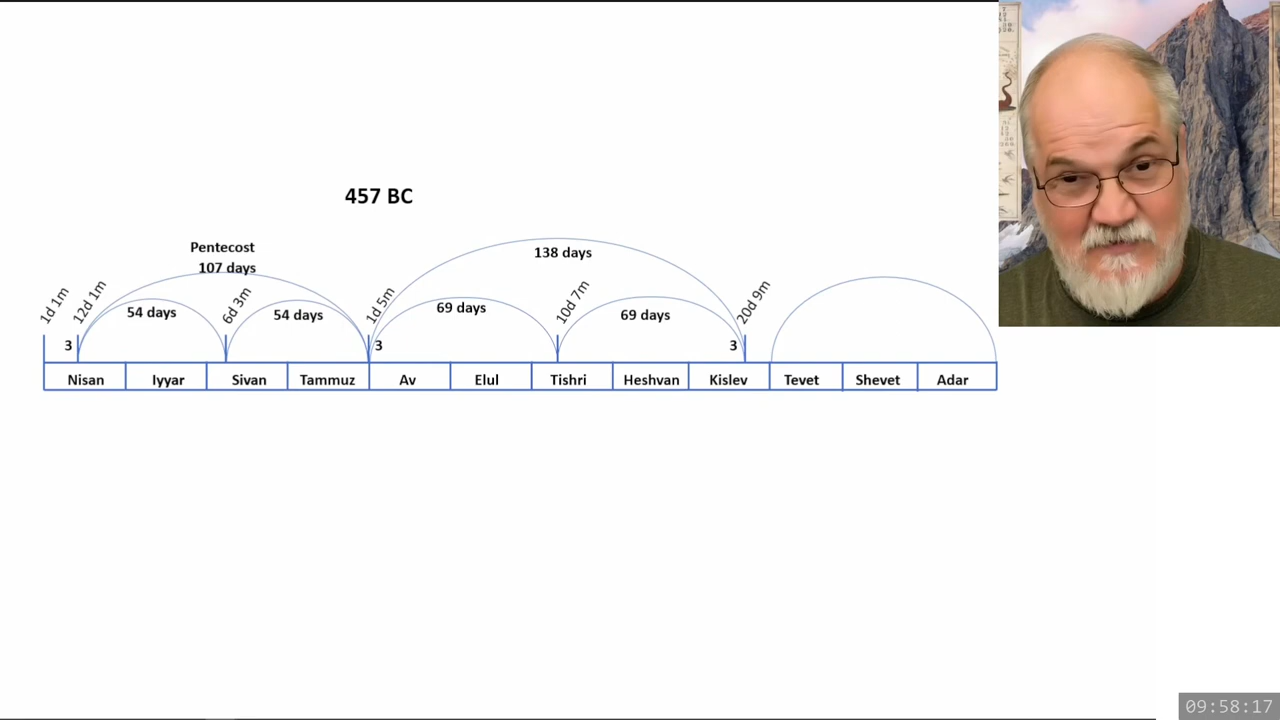 457 BC
Pentecost
107 days
138 days
54 days
54 days
69 days
69 days
1d 1m
12d 1m
6d 3m
1d 5m
10d 7m
20d 9m
3
3
3
Nisan
Iyyar
Sivan
Tammuz
Av
Elul
Tishri
Heshvan
Kislev
Tevet
Shevet
Adar
09:58:17